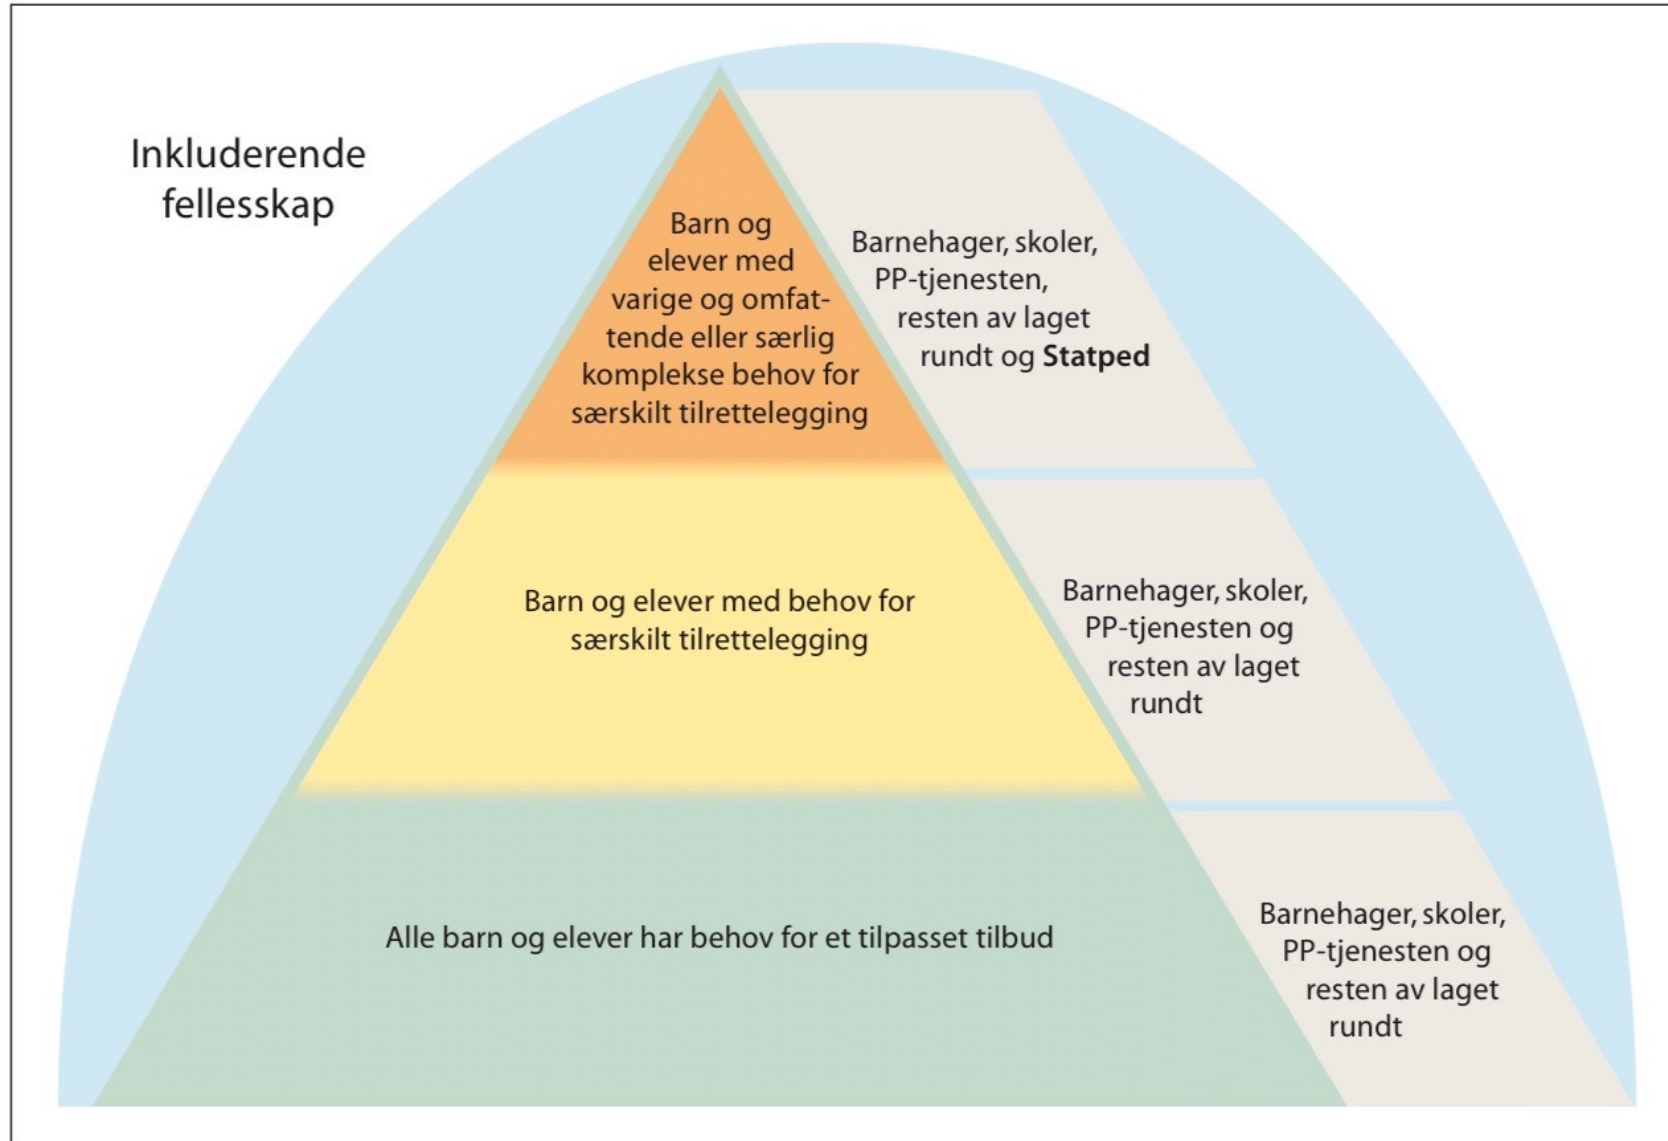 Inkluderende
fellesskap
Barn og
elever med
varige og omfat-
tende eller særlig
komplekse behov for
særskilt tilrettelegging
Barnehager, skoler,
PP-tjenesten,
resten av laget
rundt og Statped
Barn og elever med behov for
særskilt tilrettelegging
Barnehager, skoler,
PP-tjenesten og
resten av laget
rundt
Alle barn og elever har behov for et tilpasset tilbud
Barnehager, skoler,
PP-tjenesten og
resten av laget
rundt